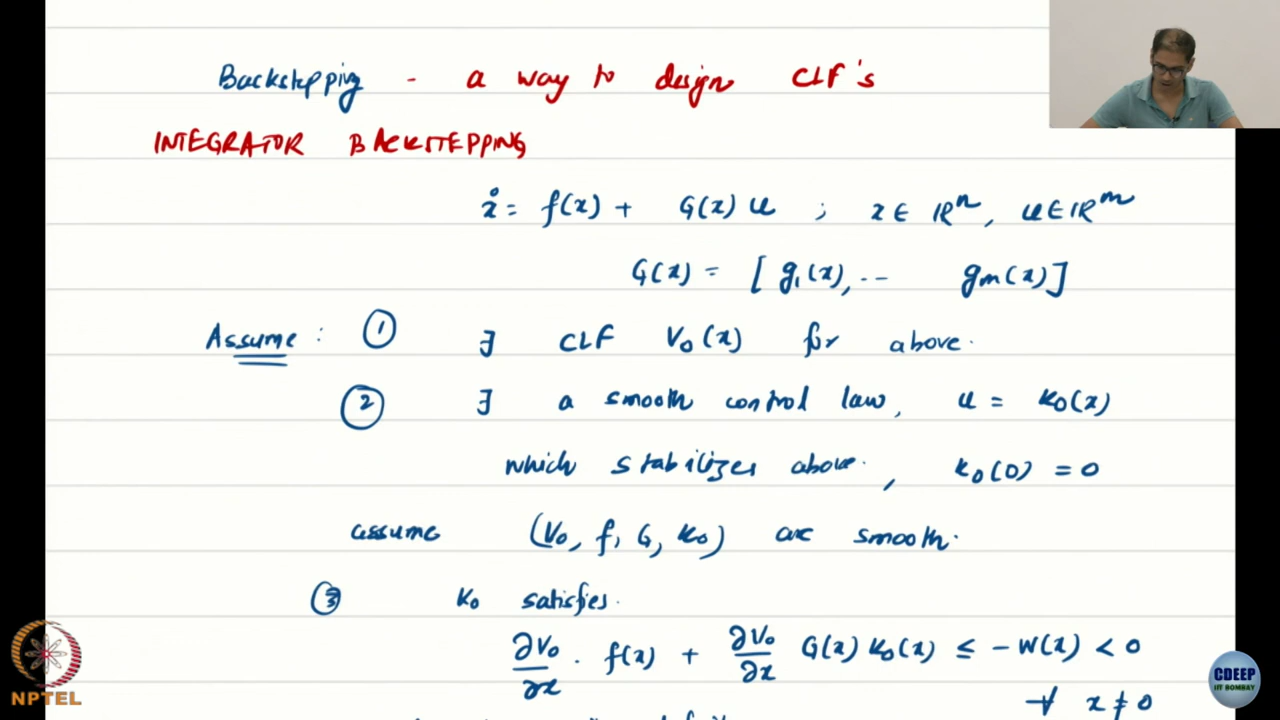 Backstepping - a way to design CLF's
INTEGRATOR BACKSTEPPING
ẋ = f(x) + G(x) u ; x ∈ ℝⁿ, u ∈ ℝᵐ
G(x) = [ g₁(x), -- gm(x) ]
Assume : ① ∃ CLF V₀(x) for above.
② ∃ a smooth control law, u = k₀(x)
which stabilizes above. , k₀(0) = 0
assume (V₀, f, G, k₀) are smooth.
③ k₀ satisfies.
∂V₀/∂x . f(x) + ∂V₀/∂x G(x) k₀(x) ≤ - W(x) < 0
∀ x ≠ 0
NPTEL
CDEEP
IIT BOMBAY